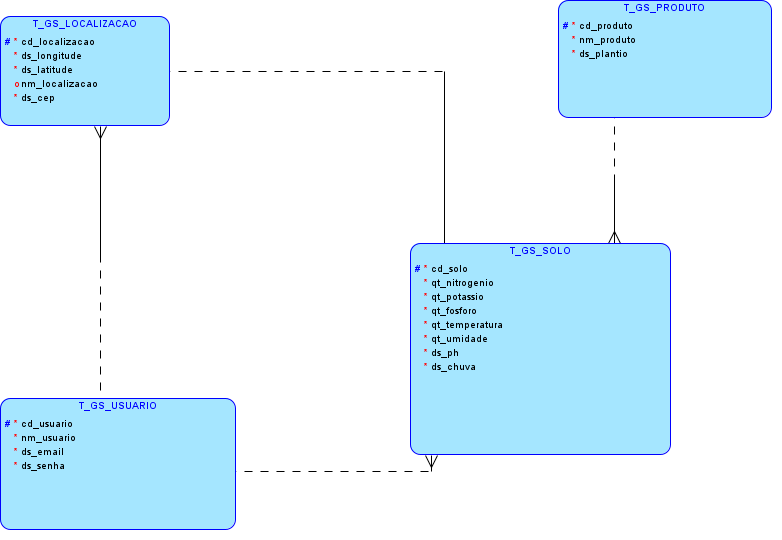 T_GS_LOCALIZACAO
# * cd_localizacao
* ds_longitude
* ds_latitude
o nm_localizacao
* ds_cep
T_GS_PRODUTO
# * cd_produto
* nm_produto
* ds_plantio
T_GS_SOLO
# * cd_solo
* qt_nitrogenio
* qt_potassio
* qt_fosforo
* qt_temperatura
* qt_umidade
* ds_ph
* ds_chuva
T_GS_USUARIO
# * cd_usuario
* nm_usuario
* ds_email
* ds_senha